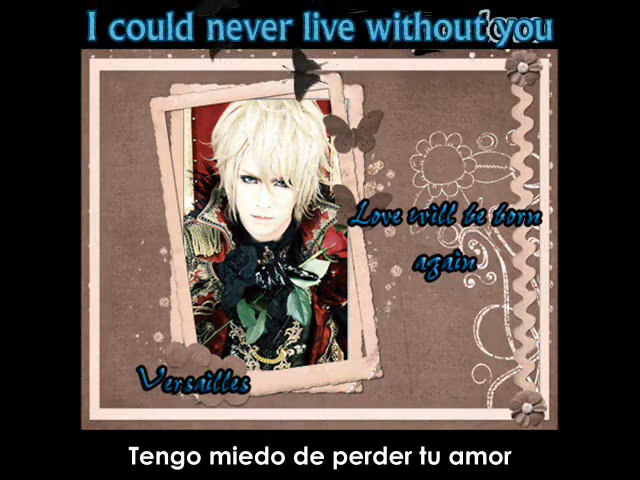 I could never live without you
Love will be born
again
Versailles
Tengo miedo de perder tu amor